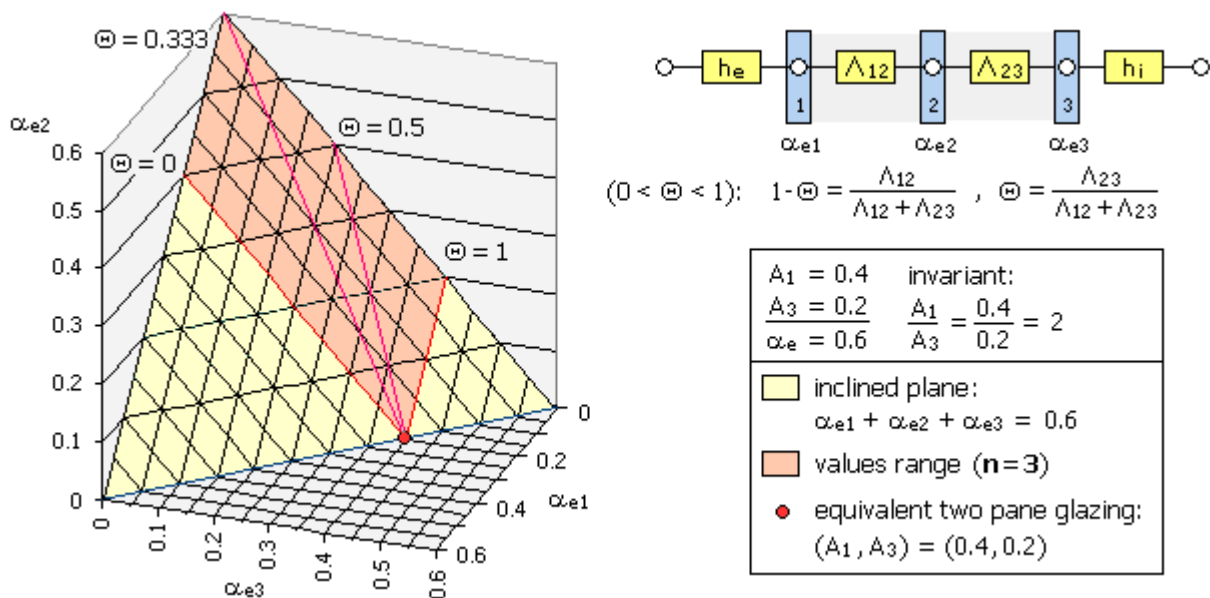 Θ = 0.333
Θ = 0.5
Θ = 0
Θ = 1
αe2
0.6
0.5
0.4
0.3
0.2
0.1
0
0
0.1
0.2
0.3
0.4
0.5
0.6
αe3
0
0.2
0.4
0.6
αe1
he
Λ12
Λ23
hi
1
2
3
αe1
αe2
αe3
(0 < Θ < 1): 1-Θ = Λ12 / (Λ12 + Λ23) , Θ = Λ23 / (Λ12 + Λ23)
A1 = 0.4
A3 = 0.2
αe = 0.6
invariant:
A1 / A3 = 0.4 / 0.2 = 2
inclined plane:
αe1 + αe2 + αe3 = 0.6
values range (n=3)
equivalent two pane glazing:
(A1, A3) = (0.4, 0.2)